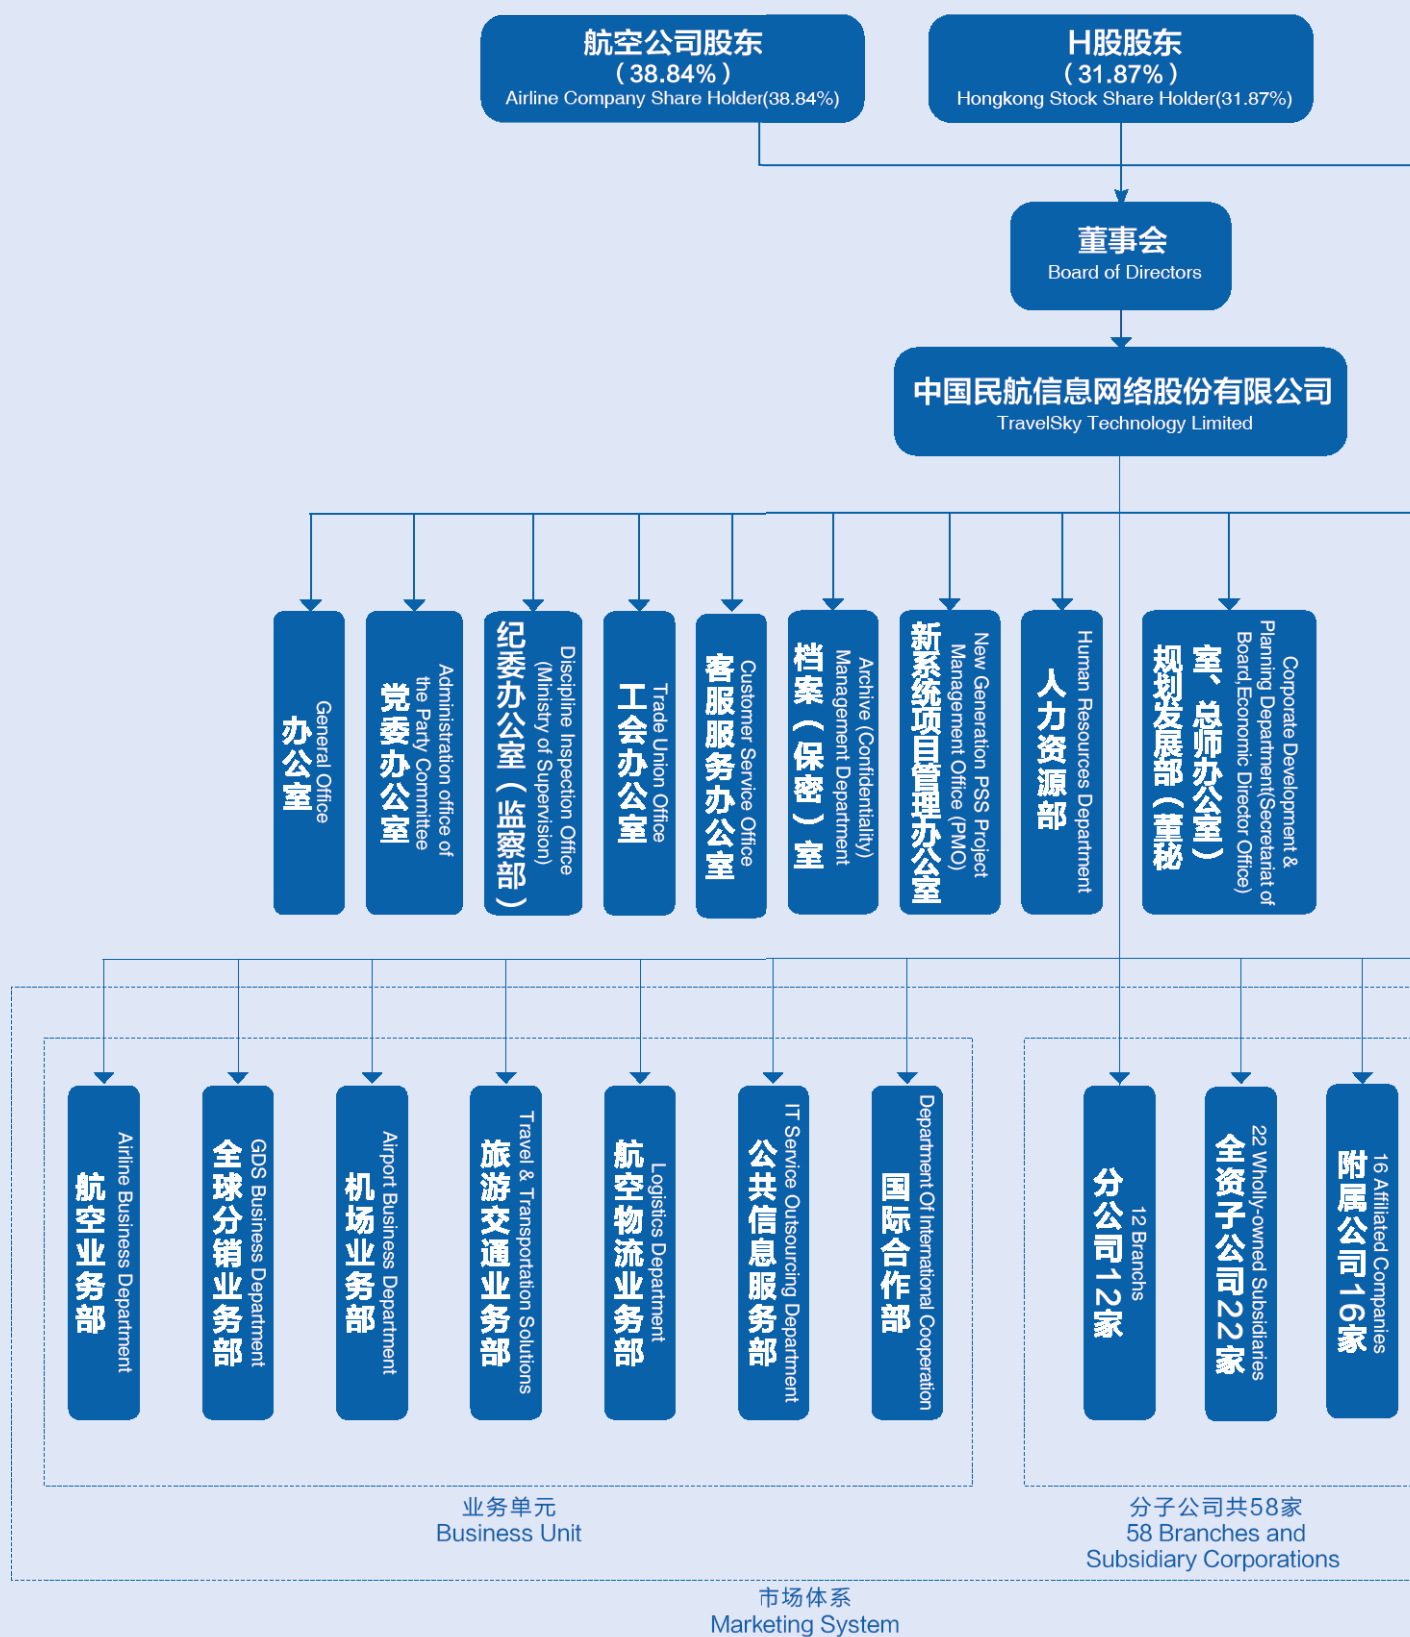 航空公司股东
（38.84%）
Airline Company Share Holder(38.84%)
H股股东
（31.87%）
Hongkong Stock Share Holder(31.87%)
董事会
Board of Directors
中国民航信息网络股份有限公司
TravelSky Technology Limited
办公室
General Office
党委办公室
Administration office of
the Party Committee
纪委办公室（监察部）
Discipline Inspection Office
(Ministry of Supervision)
工会办公室
Trade Union Office
客服服务办公室
Customer Service Office
档案（保密）室
Archive (Confidentiality)
Management Department
新系统项目管理办公室
New Generation PSS Project
Management Office (PMO)
人力资源部
Human Resources Department
规划发展部（董秘
室、总师办公室）
Corporate Development &
Planning Department(Secretariat of
Board,Economic Director Office)
航空业务部
Airline Business Department
全球分销业务部
GDS Business Department
机场业务部
Airport Business Department
旅游交通业务部
Travel & Transportation Solutions
航空物流业务部
Logistics Department
公共信息服务部
IT Service Outsourcing Department
国际合作部
Department Of International Cooperation
分公司12家
12 Branchs
全资子公司22家
22 Wholly-owned Subsidiaries
附属公司16家
16 Affiliated Companies
业务单元
Business Unit
分子公司共58家
58 Branches and
Subsidiary Corporations
市场体系
Marketing System